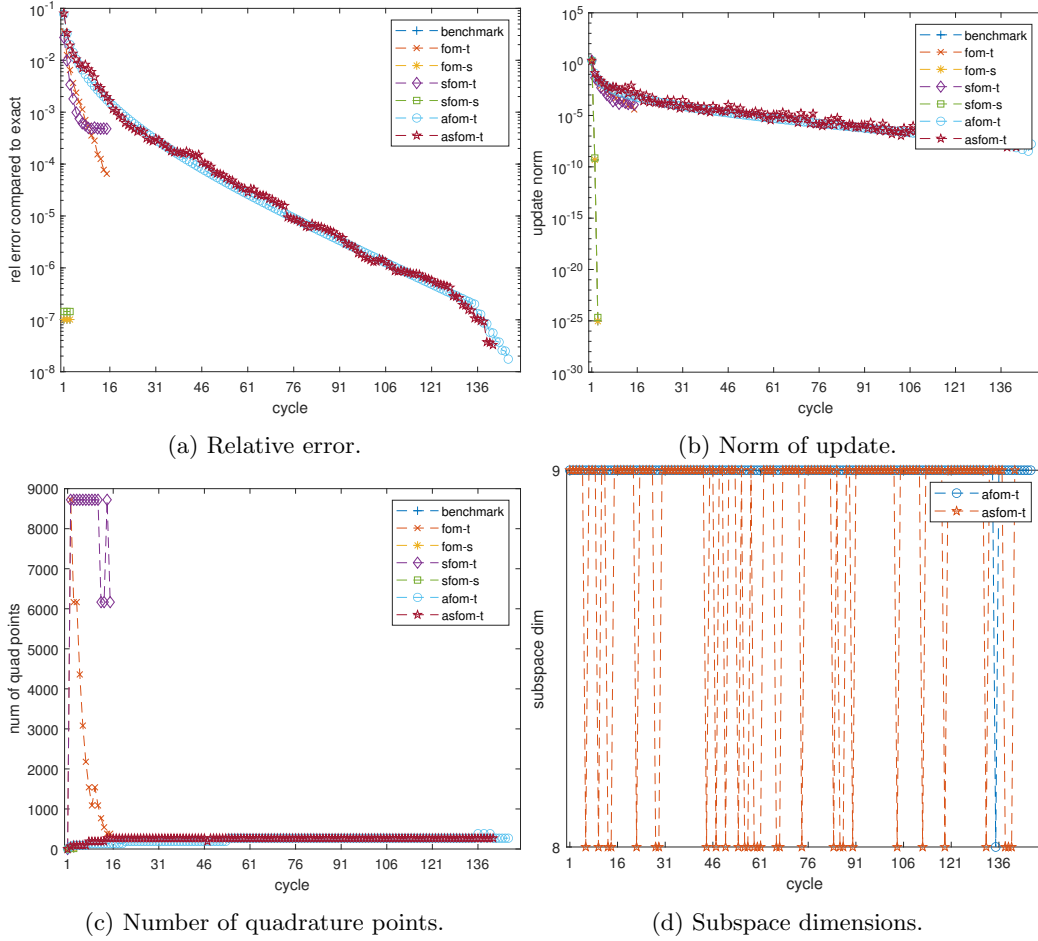 10^-1
10^-2
10^-3
10^-4
10^-5
10^-6
10^-7
10^-8
rel error compared to exact
1 16 31 46 61 76 91 106 121 136
cycle
benchmark
fom-t
fom-s
sfom-t
sfom-s
afom-t
asfom-t
(a) Relative error.
10^5
10^0
10^-5
10^-10
10^-15
10^-20
10^-25
10^-30
update norm
1 16 31 46 61 76 91 106 121 136
cycle
benchmark
fom-t
fom-s
sfom-t
sfom-s
afom-t
asfom-t
(b) Norm of update.
9000
8000
7000
6000
5000
4000
3000
2000
1000
0
num of quad points
1 16 31 46 61 76 91 106 121 136
cycle
benchmark
fom-t
fom-s
sfom-t
sfom-s
afom-t
asfom-t
(c) Number of quadrature points.
9
8
subspace dim
1 16 31 46 61 76 91 106 121 136
cycle
afom-t
asfom-t
(d) Subspace dimensions.